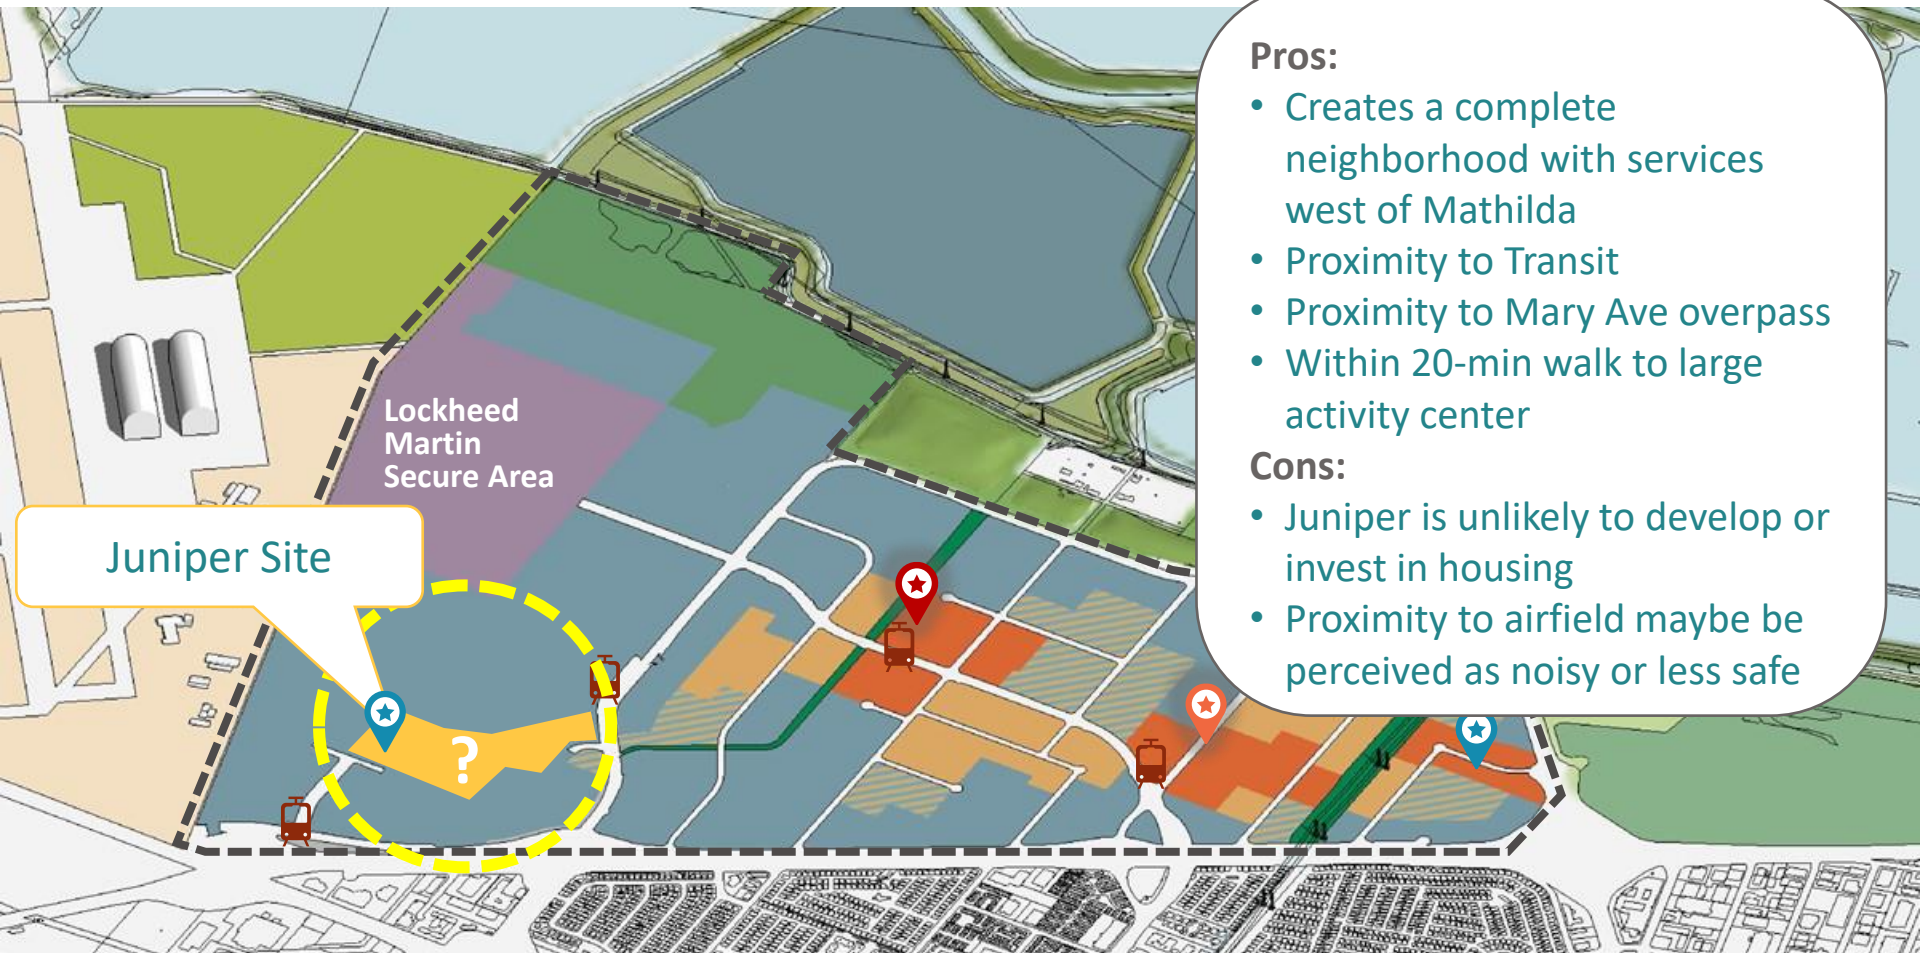 Pros:
• Creates a complete
neighborhood with services
west of Mathilda
• Proximity to Transit
• Proximity to Mary Ave overpass
• Within 20-min walk to large
activity center
Cons:
• Juniper is unlikely to develop or
invest in housing
• Proximity to airfield maybe be
perceived as noisy or less safe
Lockheed
Martin
Secure Area
Juniper Site
?